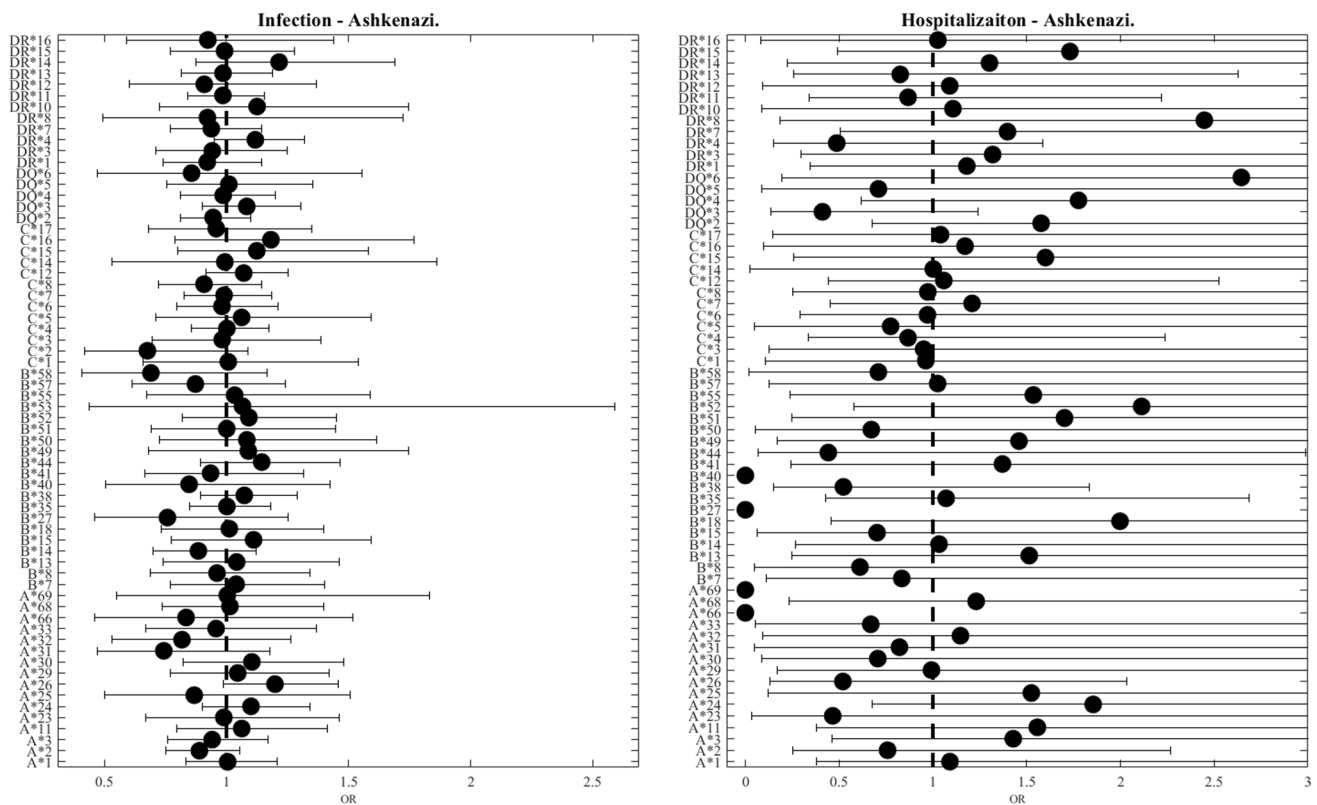 Infection - Ashkenazi.
DR*16
DR*15
DR*14
DR*13
DR*12
DR*11
DR*10
DR*8
DR*7
DR*4
DR*3
DR*1
DQ*6
DQ*5
DQ*4
DQ*3
DQ*2
C*17
C*16
C*15
C*14
C*12
C*8
C*7
C*6
C*5
C*4
C*3
C*2
C*1
B*58
B*57
B*55
B*53
B*52
B*51
B*50
B*49
B*44
B*41
B*40
B*38
B*35
B*27
B*18
B*15
B*14
B*13
B*8
B*7
A*69
A*68
A*66
A*33
A*32
A*31
A*30
A*29
A*26
A*25
A*24
A*23
A*11
A*3
A*2
A*1
0.5 1 1.5 2 2.5
OR
Hospitalizaiton - Ashkenazi.
DR*16
DR*15
DR*14
DR*13
DR*12
DR*11
DR*10
DR*8
DR*7
DR*4
DR*3
DR*1
DQ*6
DQ*5
DQ*4
DQ*3
DQ*2
C*17
C*16
C*15
C*14
C*12
C*8
C*7
C*6
C*5
C*4
C*3
C*1
B*58
B*57
B*55
B*52
B*51
B*50
B*49
B*44
B*41
B*40
B*38
B*35
B*27
B*18
B*15
B*14
B*13
B*8
B*7
A*69
A*68
A*66
A*33
A*32
A*31
A*30
A*29
A*26
A*25
A*24
A*23
A*11
A*3
A*2
A*1
0 0.5 1 1.5 2 2.5 3
OR